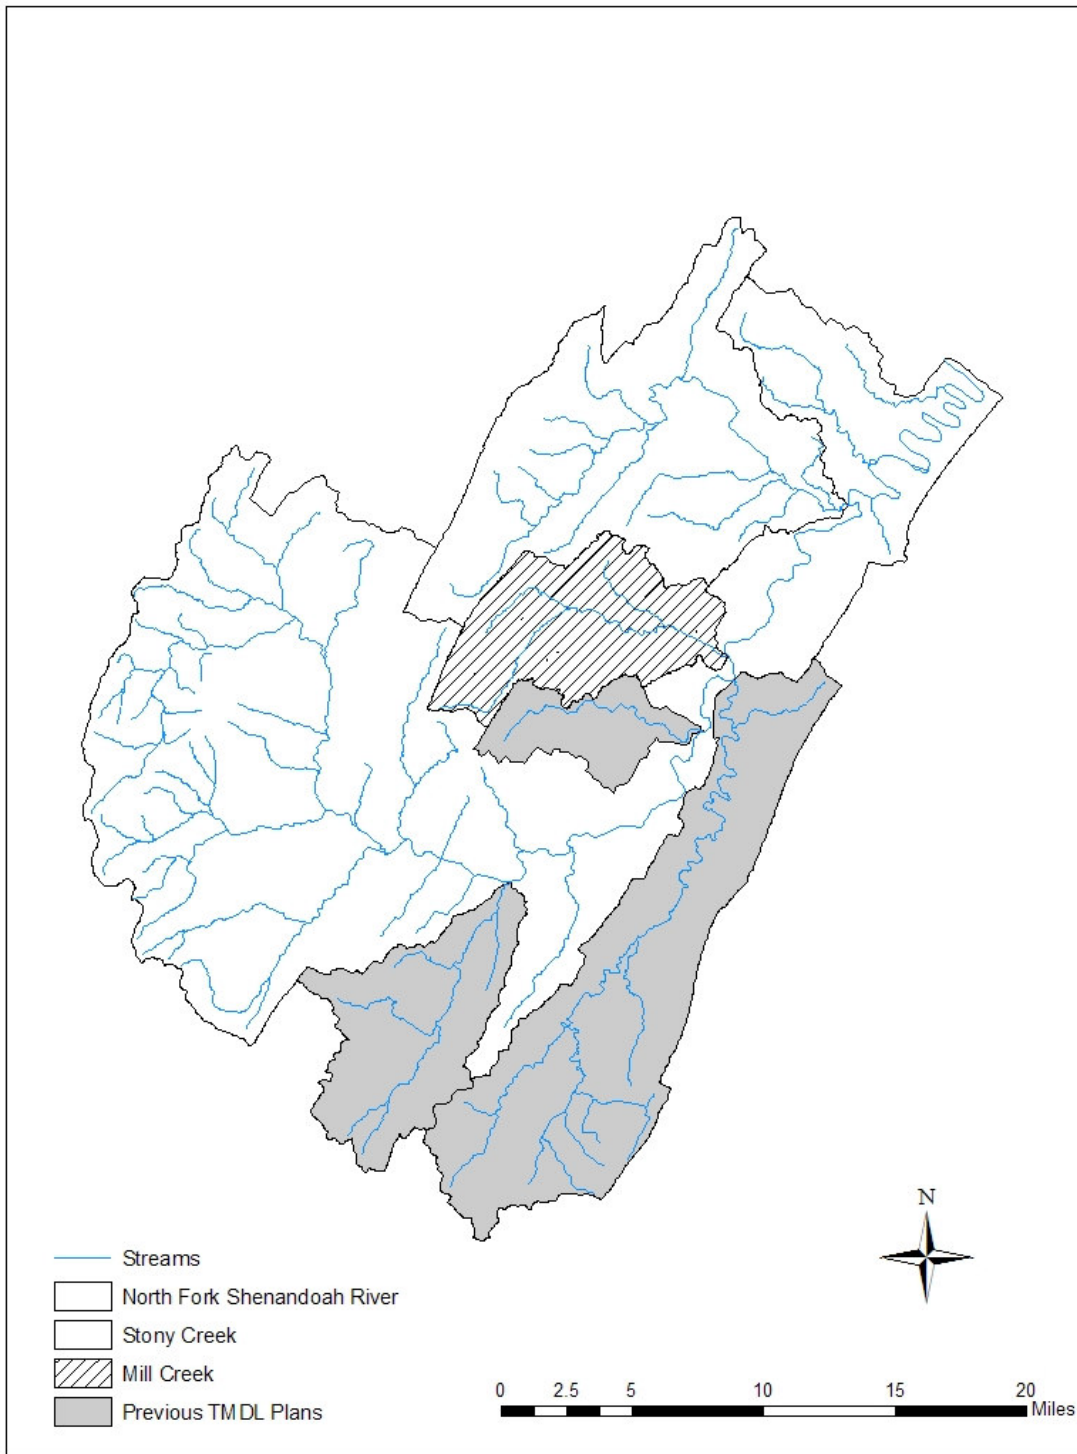 N
Streams
North Fork Shenandoah River
Stony Creek
Mill Creek
Previous TMDL Plans
0 2.5 5 10 15 20
Miles